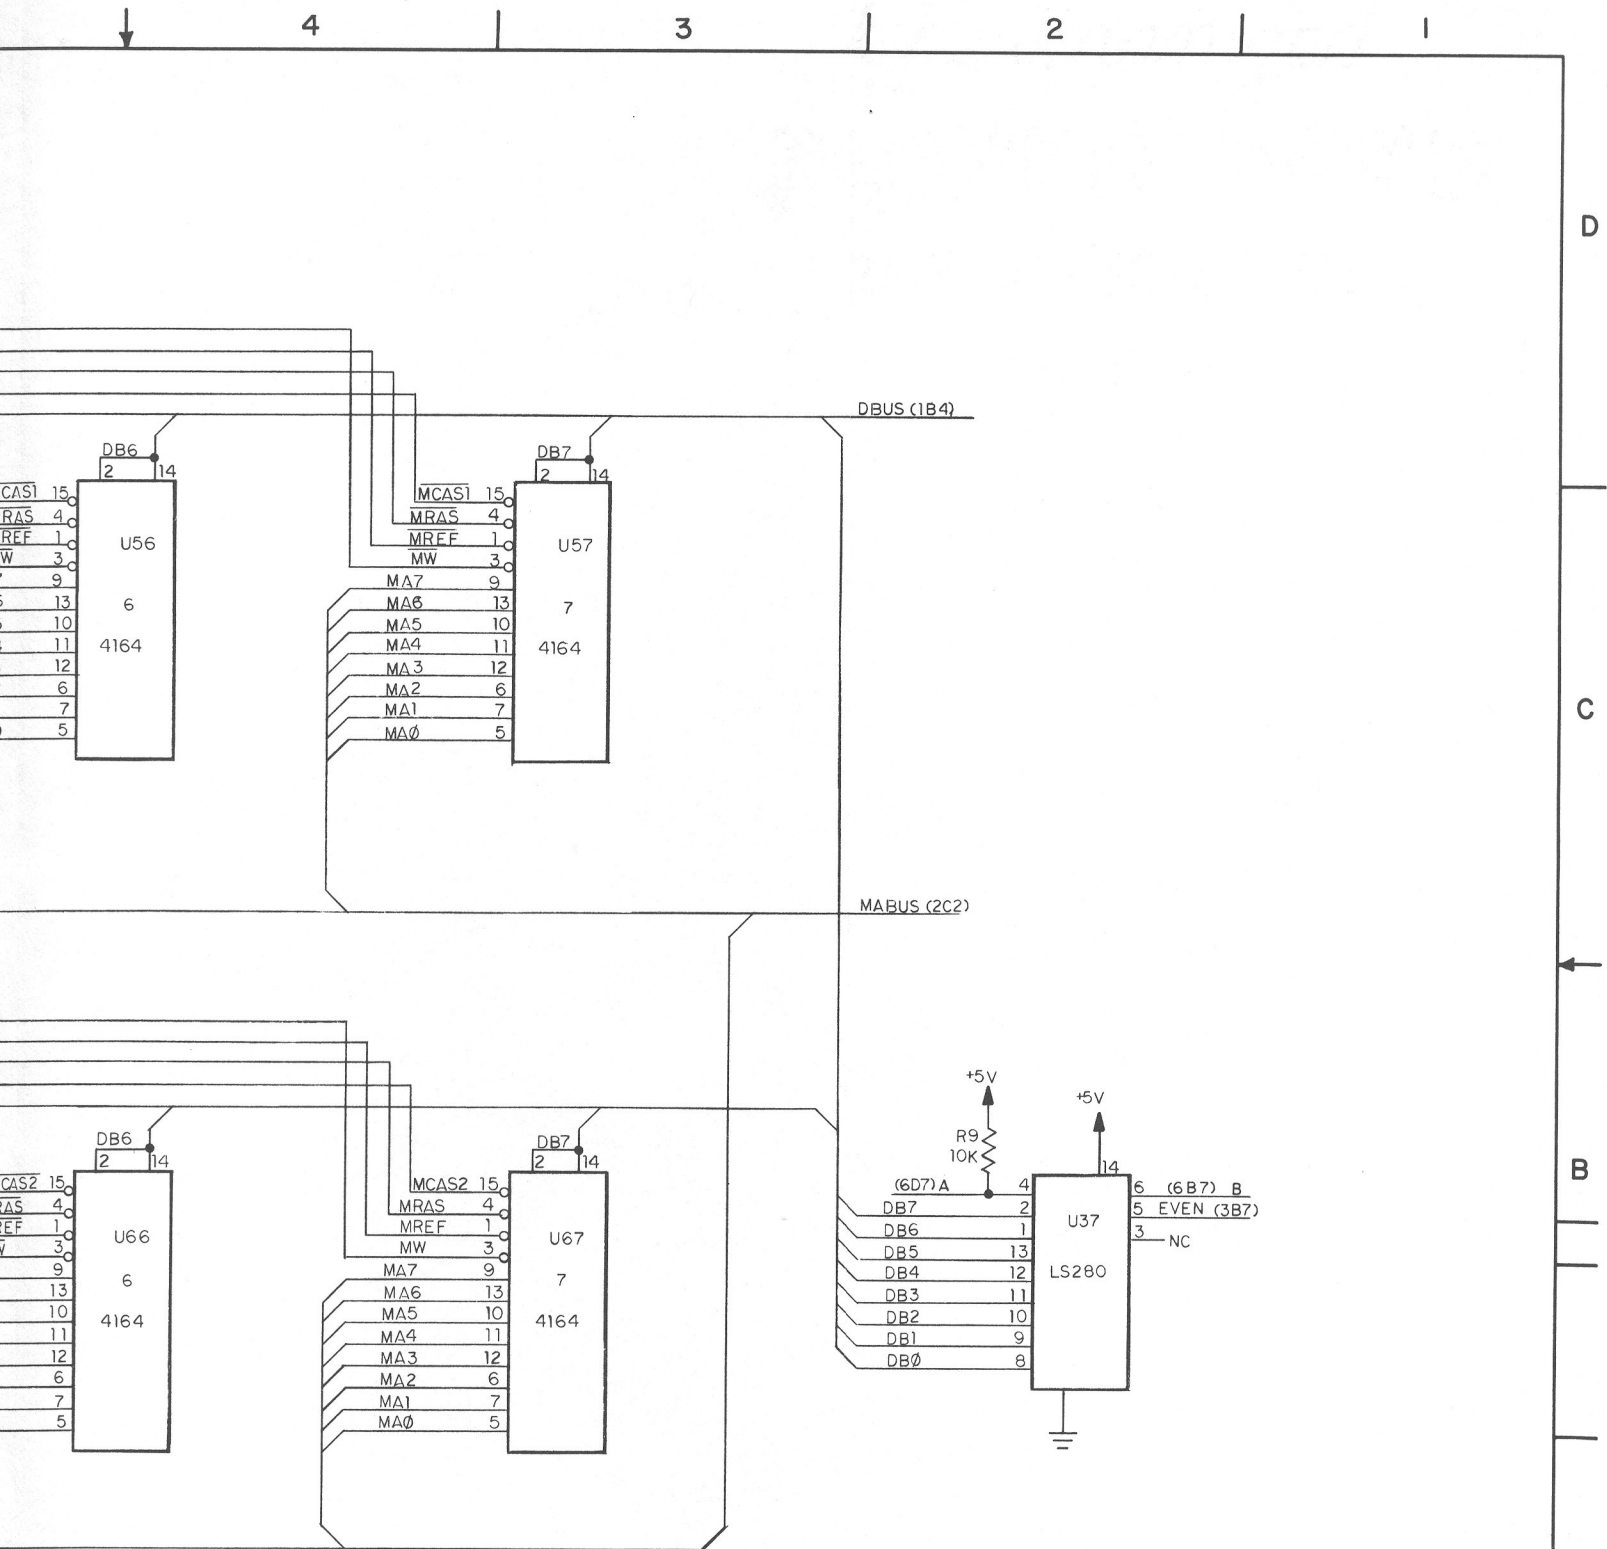 4 3 2 1
D
DBUS (1B4)
DB6
2 14
CAS1 15
RAS 4
REF 1
W 3
9
13
10
11
12
6
7
5
U56
6
4164
DB7
2 14
MCAS1 15
MRAS 4
MREF 1
MW 3
MA7 9
MA6 13
MA5 10
MA4 11
MA3 12
MA2 6
MA1 7
MAØ 5
U57
7
4164
C
MABUS (2C2)
DB6
2 14
CAS2 15
RAS 4
REF 1
3
9
13
10
11
12
6
7
5
U66
6
4164
DB7
2 14
MCAS2 15
MRAS 4
MREF 1
MW 3
MA7 9
MA6 13
MA5 10
MA4 11
MA3 12
MA2 6
MA1 7
MAØ 5
U67
7
4164
+5V
R9
10K
+5V
14
(6D7) A 4
DB7 2
DB6 1
DB5 13
DB4 12
DB3 11
DB2 10
DB1 9
DBØ 8
U37
LS280
6 (6B7) B
5 EVEN (3B7)
3 NC
B